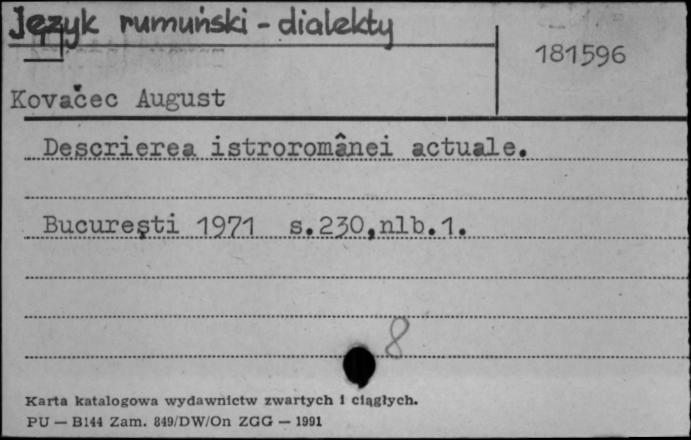 Język rumuński - dialekty
181596
Kovačec August
Descrierea istroromânei actuale.
București 1971 s.230,nlb.1.
8
Karta katalogowa wydawnictw zwartych i ciągłych.
PU — B144 Zam. 849/DW/On ZGG — 1991